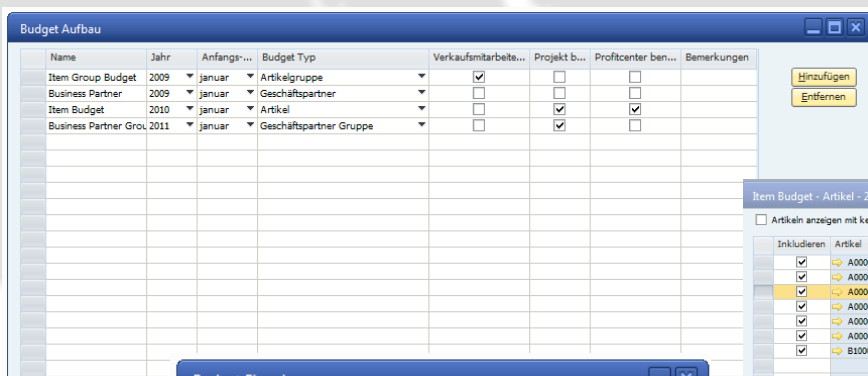 Budget Aufbau
Name Jahr Anfangs-... Budget Typ Verkaufsmitarbeite... Projekt b... Profitcenter ben... Bemerkungen
Item Group Budget 2009 januar Artikelgruppe
Business Partner 2009 januar Geschäftspartner
Item Budget 2010 januar Artikel
Business Partner Grou 2011 januar Geschäftspartner Gruppe
Hinzufügen
Entfernen
Item Budget - Artikel - 2
Artikeln anzeigen mit ke
Inkludieren Artikel
A000
A000
A000
A000
A000
A000
B100